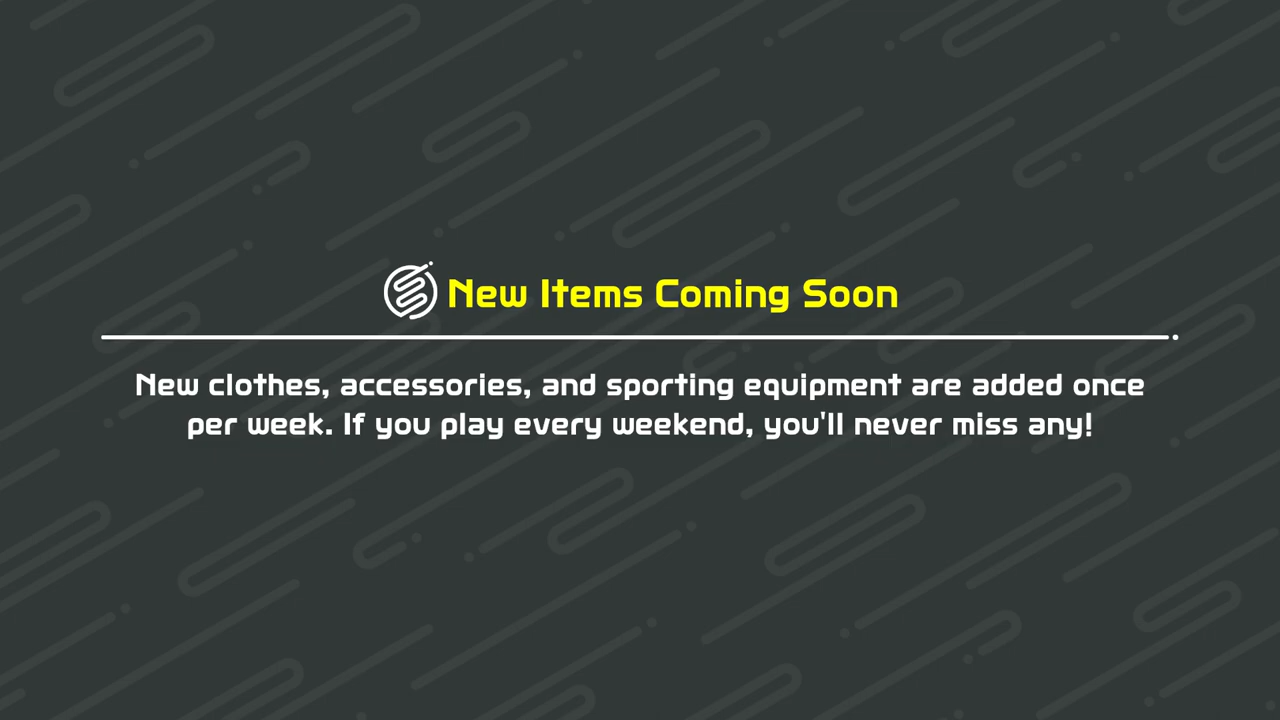 New Items Coming Soon
New clothes, accessories, and sporting equipment are added once
per week. If you play every weekend, you'll never miss any!